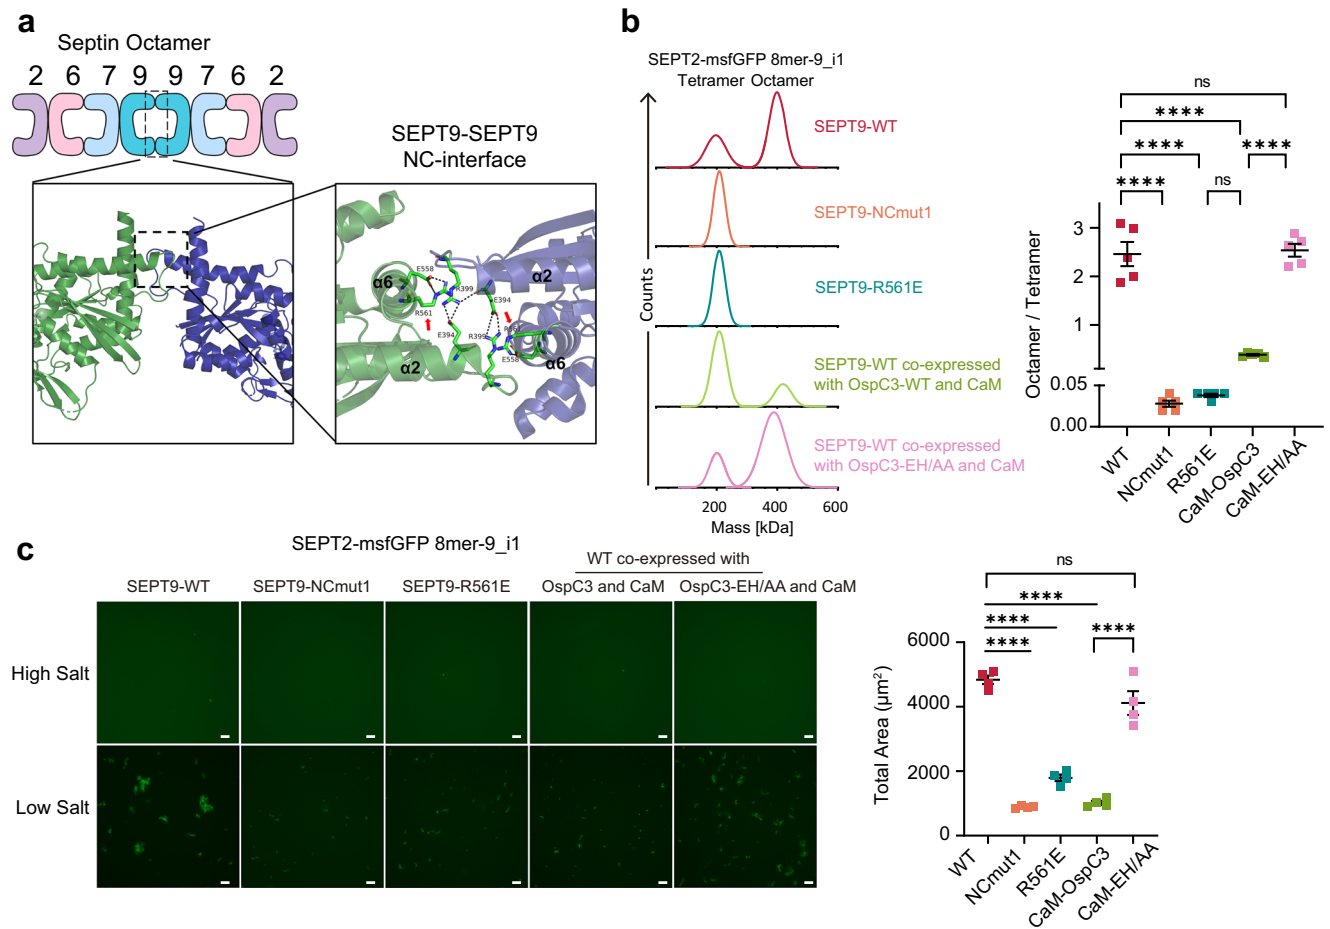 a
Septin Octamer
2 6 7 9 9 7 6 2
SEPT9-SEPT9
NC-interface
E558
α6
R399
α2
E394
R561
E394
R399
R561
α2
E558
α6
b
SEPT2-msfGFP 8mer-9_i1
Tetramer Octamer
Counts
SEPT9-WT
SEPT9-NCmut1
SEPT9-R561E
SEPT9-WT co-expressed
with OspC3-WT and CaM
SEPT9-WT co-expressed
with OspC3-EH/AA and CaM
200 400 600
Mass [kDa]
ns
****
**** ****
**** ns
Octamer / Tetramer
3
2
1
0.05
0.00
WT
NCmut1
R561E
CaM-OspC3
CaM-EH/AA
c
SEPT2-msfGFP 8mer-9_i1
WT co-expressed with
SEPT9-WT SEPT9-NCmut1 SEPT9-R561E OspC3 and CaM OspC3-EH/AA and CaM
High Salt
Low Salt
ns
****
****
**** ****
Total Area (μm²)
6000
4000
2000
0
WT
NCmut1
R561E
CaM-OspC3
CaM-EH/AA